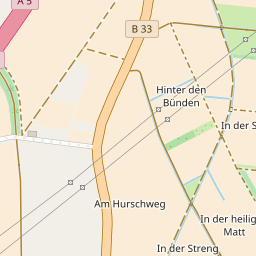 A 5
B 33
Hinter den
Bünden
In der S
Am Hurschweg
In der heilig
Matt
In der Streng